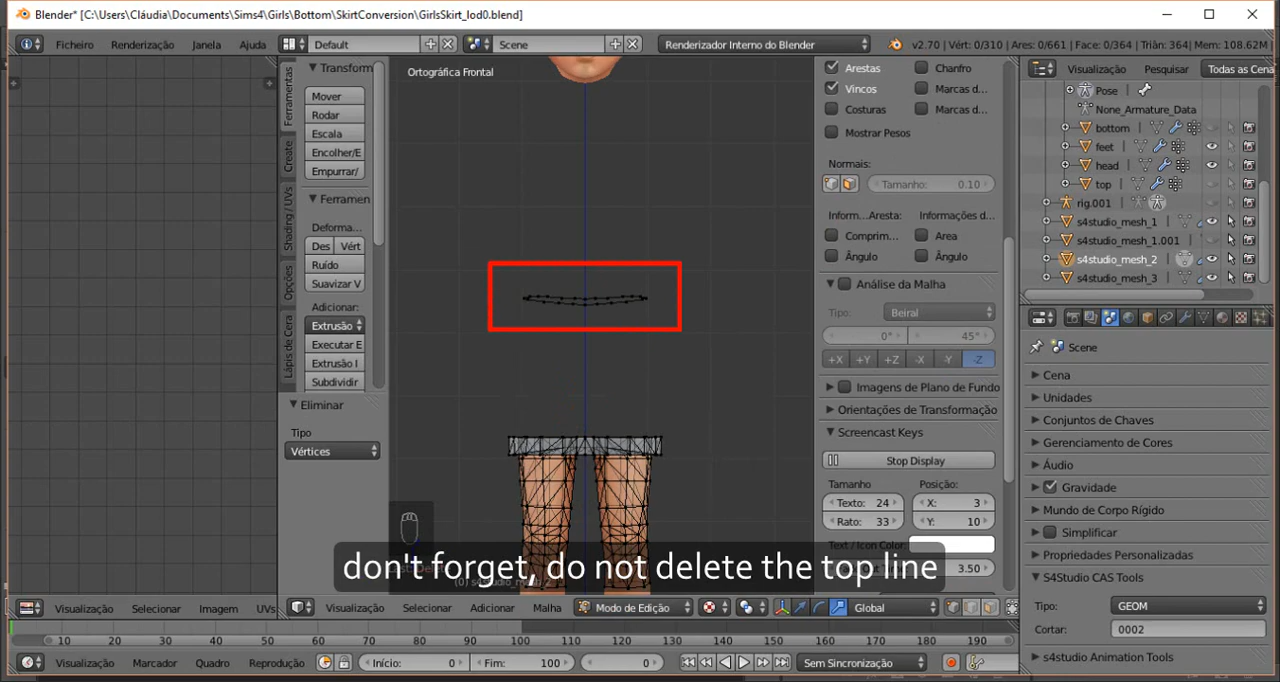 Blender* [C:\Users\Cláudia\Documents\Sims4\Girls\Bottom\SkirtConversion\GirlsSkirt_lod0.blend]
Ficheiro Renderização Janela Ajuda Default Scene Renderizador Interno do Blender v2.70 | Vért: 0/310 | Ares: 0/661 | Faces: 0/364 | Trián: 364 | Mem: 108.62M
Ferramentas
Create
Shading / UVs
Opções
Lápis de Cera
Transform
Mover
Rodar
Escala
Encolher/E
Empurrar/
Ferramen
Deforma...
Des Vért
Ruído
Suavizar V
Adicionar:
Extrusão
Executar E
Extrusão I
Subdividir
Eliminar
Tipo
Vértices
Ortográfica Frontal
don't forget, do not delete the top line
Arestas Chanfro
Vincos Marcas d...
Costuras Marcas d...
Mostrar Pesos
Normais:
Tamanho: 0.10
Inform...Aresta: Informações d...
Comprim... Area
Ângulo Ângulo
Análise da Malha
Tipo: Beiral
0° 45°
+X +Y +Z -X -Y -Z
Imagens de Plano de Fundo
Orientações de Transformação
Screencast Keys
Stop Display
Tamanho Posição:
Texto: 24 X: 3
Rato: 33 Y: 10
Text / Icon Color:
3.50
Visualização Pesquisar Todas as Cena
Pose
None_Armature_Data
bottom
feet
head
top
rig.001
s4studio_mesh_1
s4studio_mesh_1.001
s4studio_mesh_2
s4studio_mesh_3
Scene
Cena
Unidades
Conjuntos de Chaves
Gerenciamento de Cores
Áudio
Gravidade
Mundo de Corpo Rígido
Simplificar
Propriedades Personalizadas
S4Studio CAS Tools
Tipo: GEOM
Cortar: 0002
s4studio Animation Tools
Visualização Selecionar Imagem UVs
Visualização Selecionar Adicionar Malha Modo de Edição Global
10 20 30 40 50 60 70 80 90 100 110 120 130 140 150 160 170 180 190
Visualização Marcador Quadro Reprodução Início: 0 Fim: 100 0 Sem Sincronização